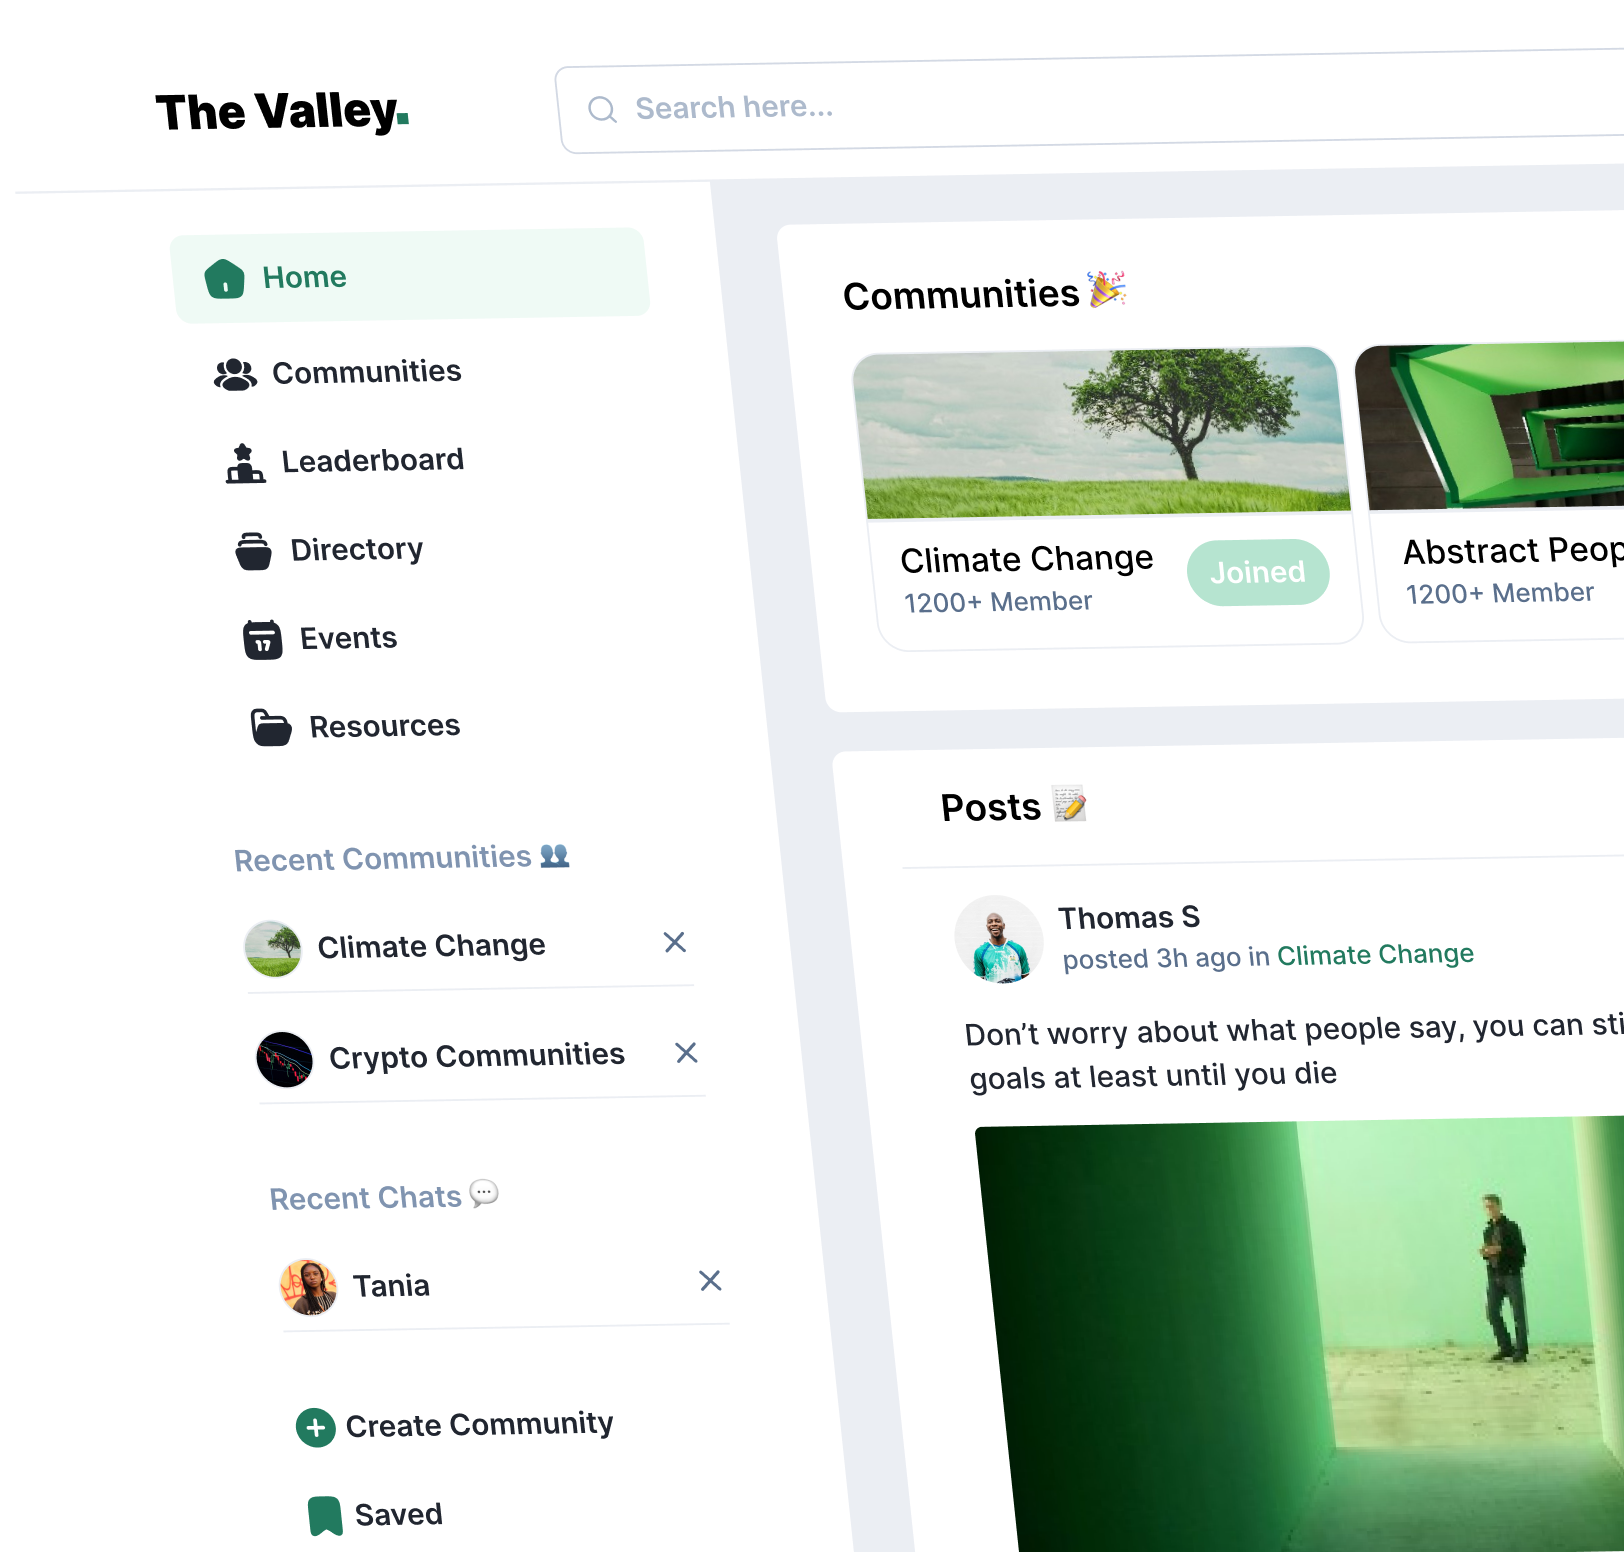 The Valley.
Search here...
Home
Communities
Leaderboard
Directory
Events
17
Resources
Recent Communities
Climate Change
Crypto Communities
Recent Chats
Tania
Create Community
Saved
Communities
Climate Change
1200+ Member
Joined
Abstract Peop
1200+ Member
Posts
Thomas S
posted 3h ago in Climate Change
Don’t worry about what people say, you can sti
goals at least until you die